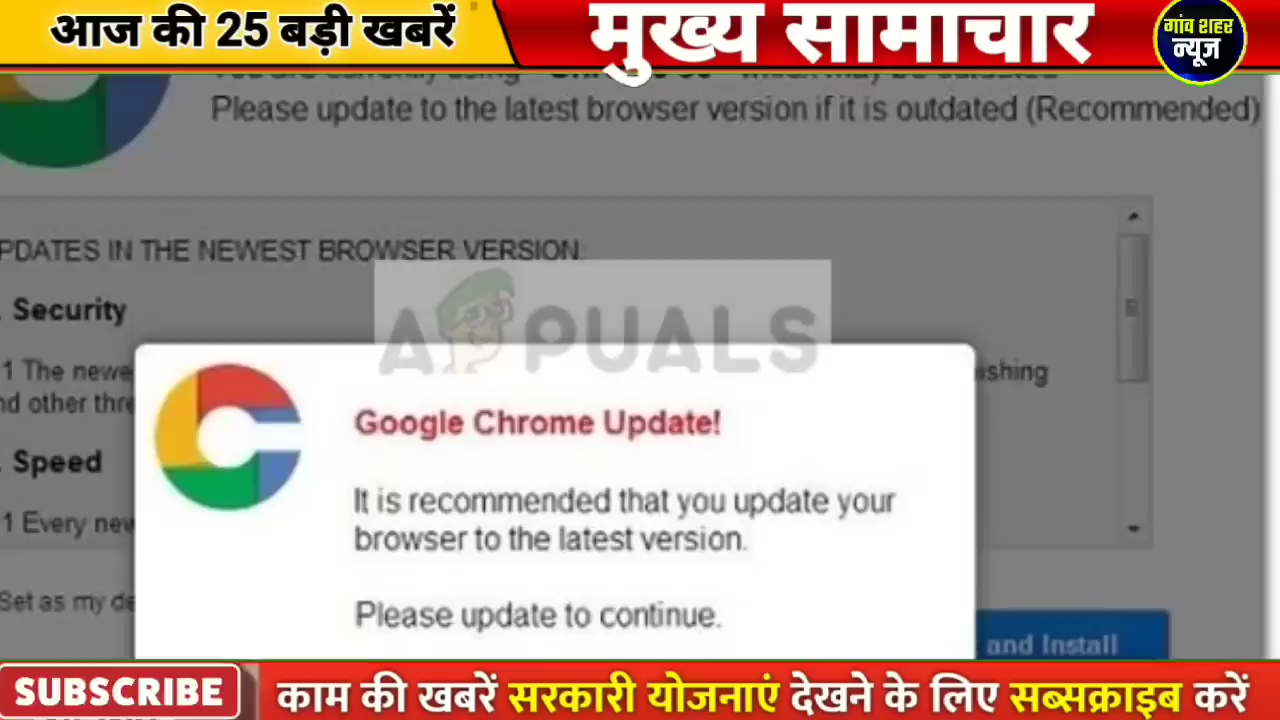 आज की 25 बड़ी खबरें
मुख्य सामाचार
गांव शहर
न्यूज
Please update to the latest browser version if it is outdated (Recommended)
PDATES IN THE NEWEST BROWSER VERSION:
. Security
1 The newe
ishing
nd other thre
. Speed
1 Every new
Set as my de
APPUALS
Google Chrome Update!
It is recommended that you update your
browser to the latest version.
Please update to continue.
and Install
SUBSCRIBE
काम की खबरें सरकारी योजनाएं देखने के लिए सब्सक्राइब करें